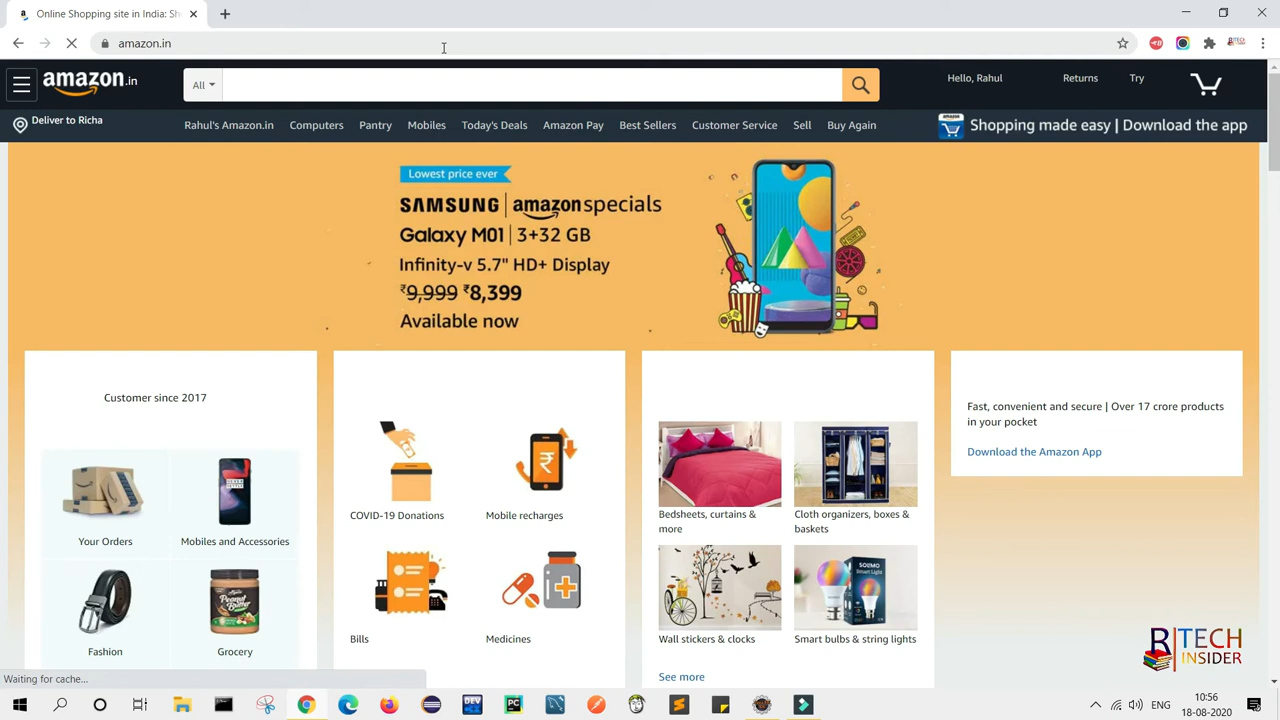 Online Shopping site in India: Sh
amazon.in
amazon.in
All
Hello, Rahul
Returns
Try
Deliver to Richa
Rahul's Amazon.in
Computers
Pantry
Mobiles
Today's Deals
Amazon Pay
Best Sellers
Customer Service
Sell
Buy Again
Shopping made easy | Download the app
Lowest price ever
SAMSUNG | amazon specials
Galaxy M01 | 3+32 GB
Infinity-v 5.7" HD+ Display
₹9,999 ₹8,399
Available now
Customer since 2017
Your Orders
Mobiles and Accessories
Fashion
Grocery
COVID-19 Donations
Mobile recharges
Bills
Medicines
Bedsheets, curtains &
more
Cloth organizers, boxes &
baskets
Wall stickers & clocks
Smart bulbs & string lights
See more
Fast, convenient and secure | Over 17 crore products
in your pocket
Download the Amazon App
R TECH
INSIDER
Waiting for cache...
10:56
ENG
18-08-2020